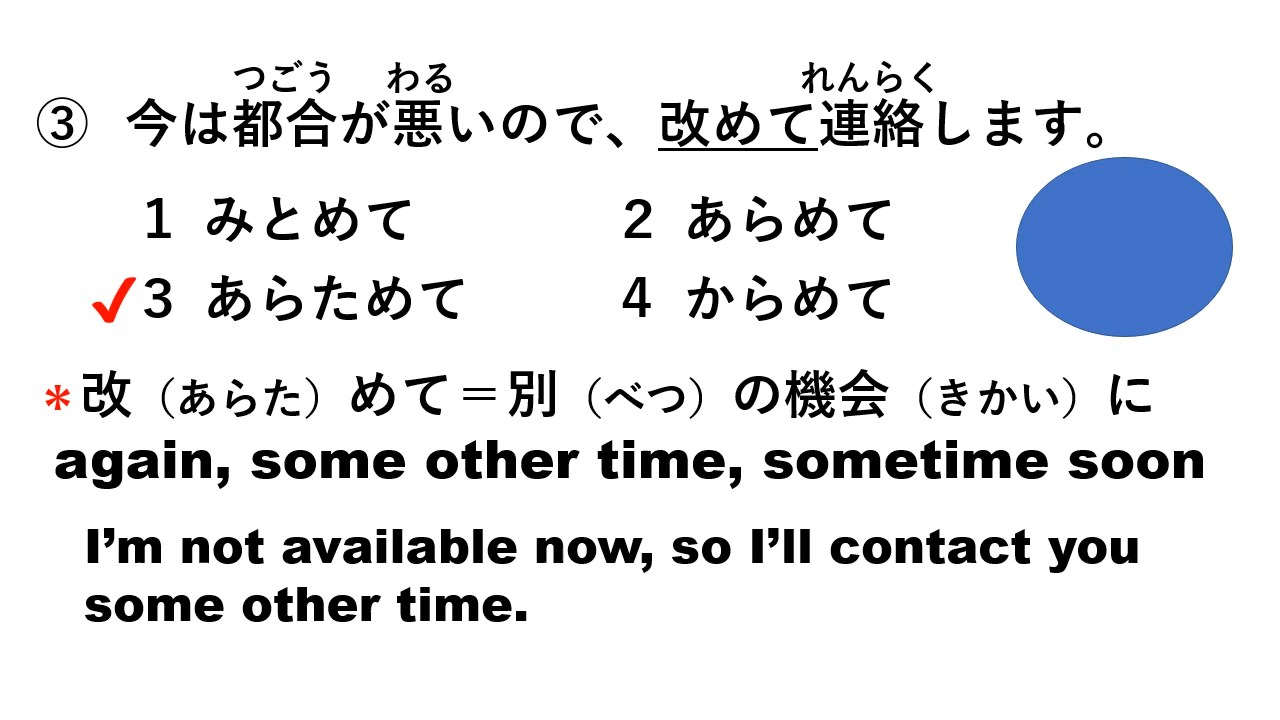 つごう わる れんらく
③ 今は都合が悪いので、改めて連絡します。
1 みとめて 2 あらめて
✓3 あらためて 4 からめて
*改（あらた）めて＝別（べつ）の機会（きかい）に
again, some other time, sometime soon
I’m not available now, so I’ll contact you
some other time.